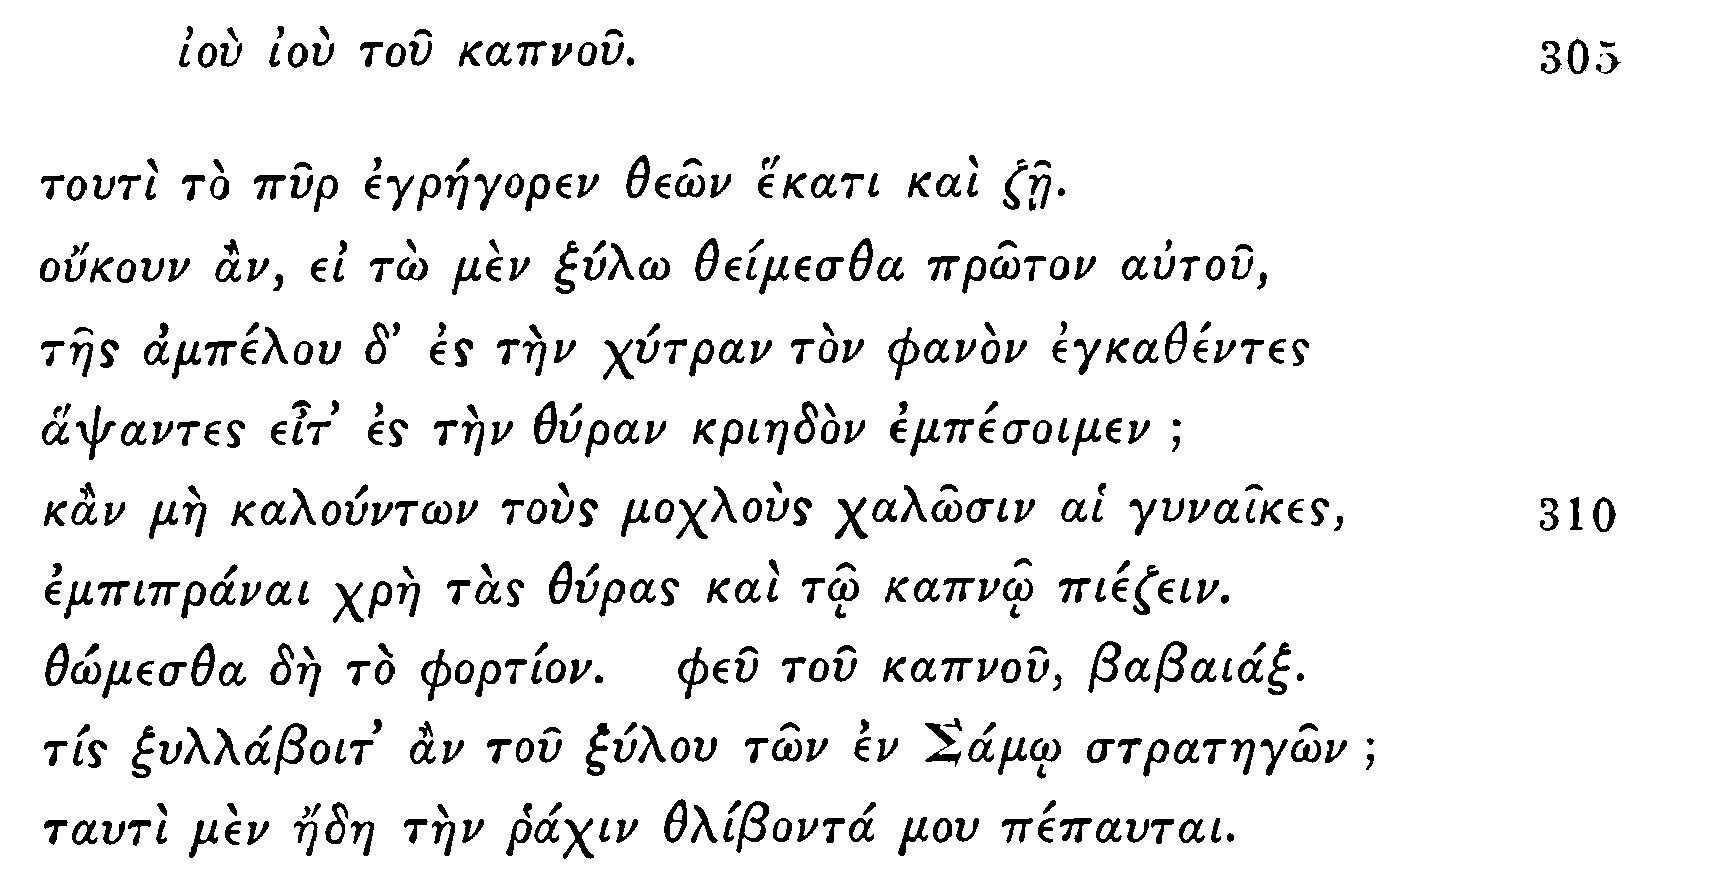 ἰοὺ ἰοὺ τοῦ καπνοῦ. 305
τουτὶ τὸ πῦρ ἐγρήγορεν θεῶν ἕκατι καὶ ζῇ.
οὔκουν ἂν, εἰ τὼ μὲν ξύλω θείμεσθα πρῶτον αὐτοῦ,
τῆς ἀμπέλου δ’ ἐς τὴν χύτραν τὸν φανὸν ἐγκαθέντες
ἅψαντες εἶτ’ ἐς τὴν θύραν κριηδὸν ἐμπέσοιμεν ;
κἂν μὴ καλούντων τοὺς μοχλοὺς χαλῶσιν αἱ γυναῖκες, 310
ἐμπιπράναι χρὴ τὰς θύρας καὶ τῷ καπνῷ πιέζειν.
θώμεσθα δὴ τὸ φορτίον. φεῦ τοῦ καπνοῦ, βαβαιάξ.
τίς ξυλλάβοιτ’ ἂν τοῦ ξύλου τῶν ἐν Σάμῳ στρατηγῶν ;
ταυτὶ μὲν ἤδη τὴν ῥάχιν θλίβοντά μου πέπαυται.